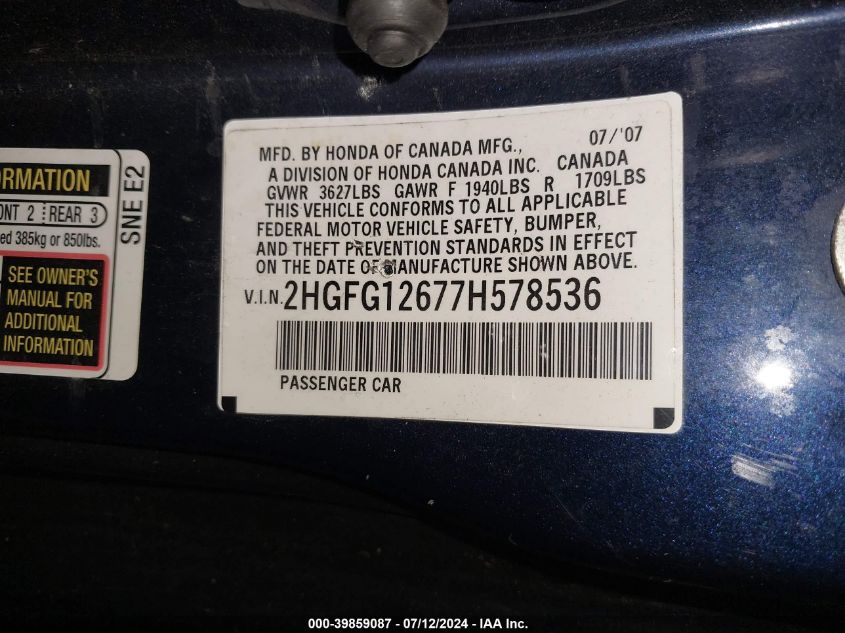 RMATION
ONT 2 REAR 3
ed 385kg or 850lbs.
SEE OWNER'S
MANUAL FOR
ADDITIONAL
INFORMATION
SNE E2
07/'07
MFD. BY HONDA OF CANADA MFG.,
A DIVISION OF HONDA CANADA INC. CANADA
GVWR 3627LBS GAWR F 1940LBS R 1709LBS
THIS VEHICLE CONFORMS TO ALL APPLICABLE
FEDERAL MOTOR VEHICLE SAFETY, BUMPER,
AND THEFT PREVENTION STANDARDS IN EFFECT
ON THE DATE OF MANUFACTURE SHOWN ABOVE.
V.I.N. 2HGFG12677H578536
PASSENGER CAR
000-39859087 - 07/12/2024 - IAA Inc.